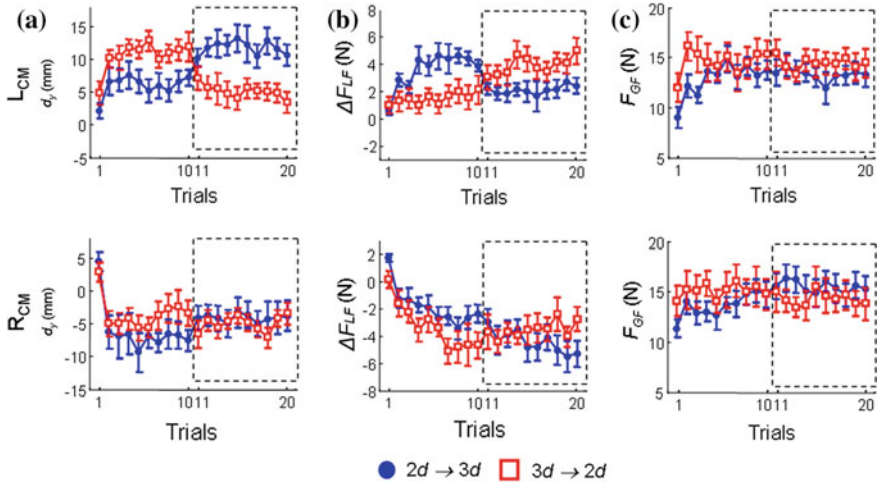 (a) (b) (c)
L_CM
d_y (mm)
15
10
5
0
-5
1 10 11 20
Trials
ΔF_LF (N)
8
6
4
2
0
-2
1 10 11 20
Trials
F_GF (N)
20
15
10
5
1 10 11 20
Trials
R_CM
d_y (mm)
10
5
0
-5
-10
-15
1 10 11 20
Trials
ΔF_LF (N)
2
0
-2
-4
-6
-8
1 10 11 20
Trials
F_GF (N)
20
15
10
5
1 10 11 20
Trials
2d → 3d 3d → 2d